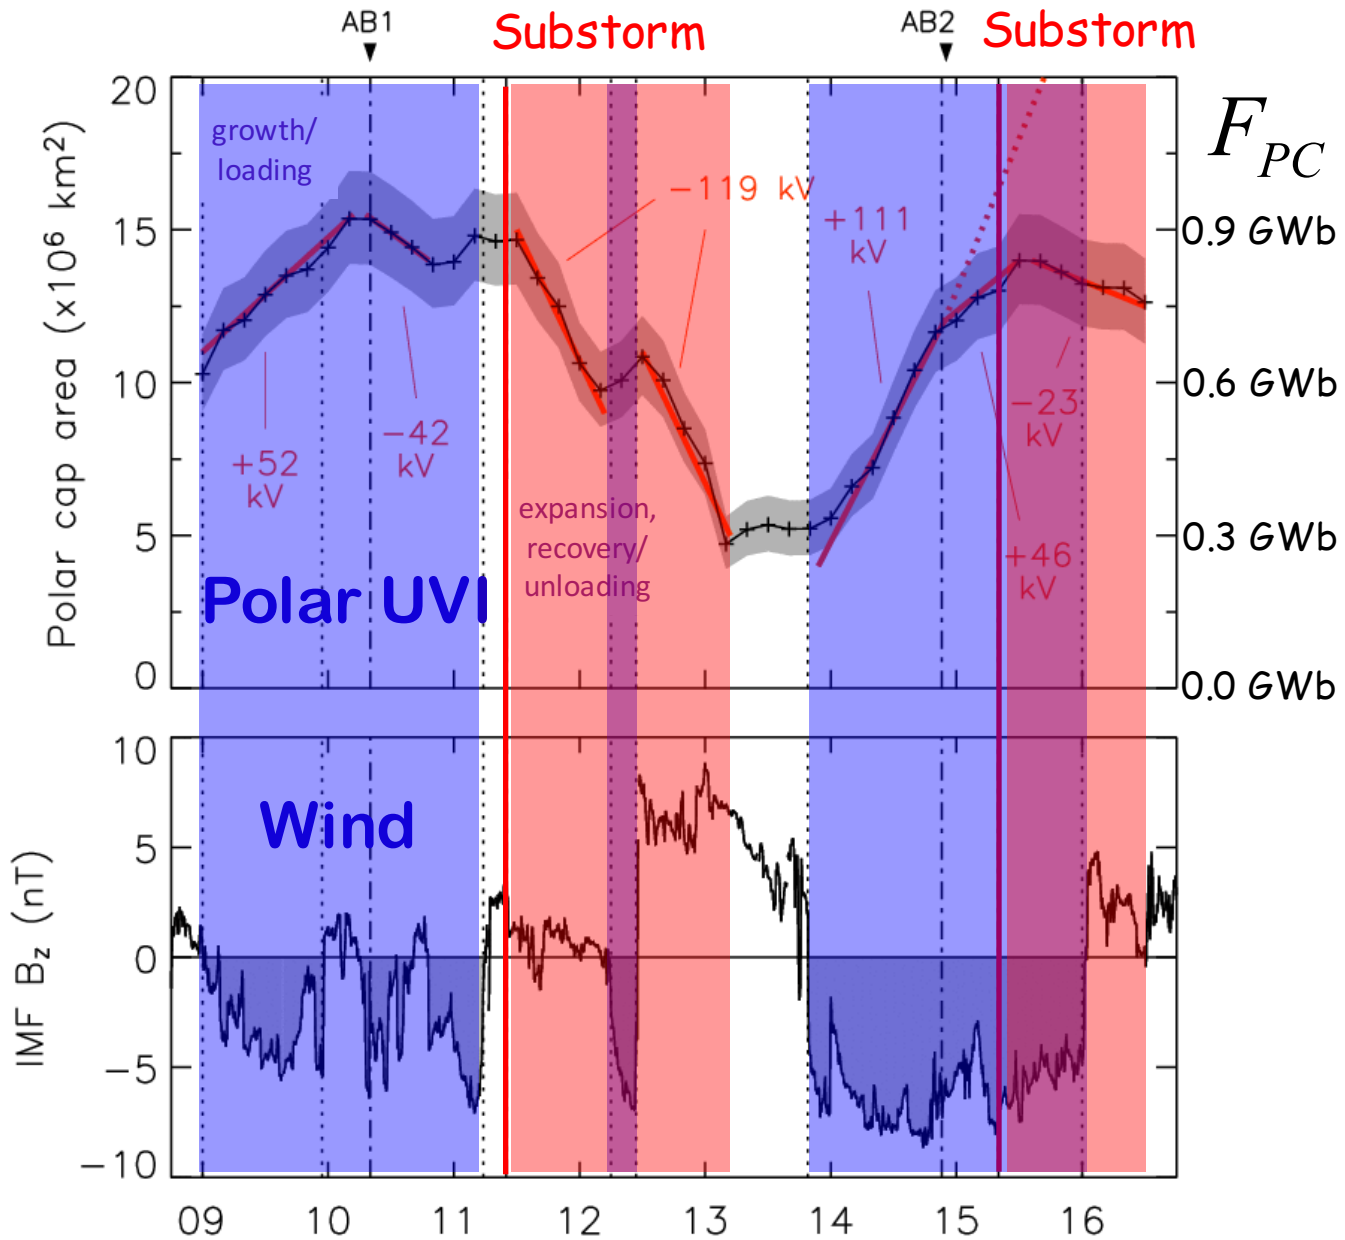 AB1
Substorm
AB2
Substorm
20
15
10
5
0
Polar cap area (x10⁶ km²)
growth/
loading
+52
kV
−42
kV
−119 kV
+111
kV
−23
kV
+46
kV
expansion,
recovery/
unloading
Polar UVI
F_PC
0.9 GWb
0.6 GWb
0.3 GWb
0.0 GWb
10
5
0
−5
−10
IMF B_z (nT)
Wind
09 10 11 12 13 14 15 16